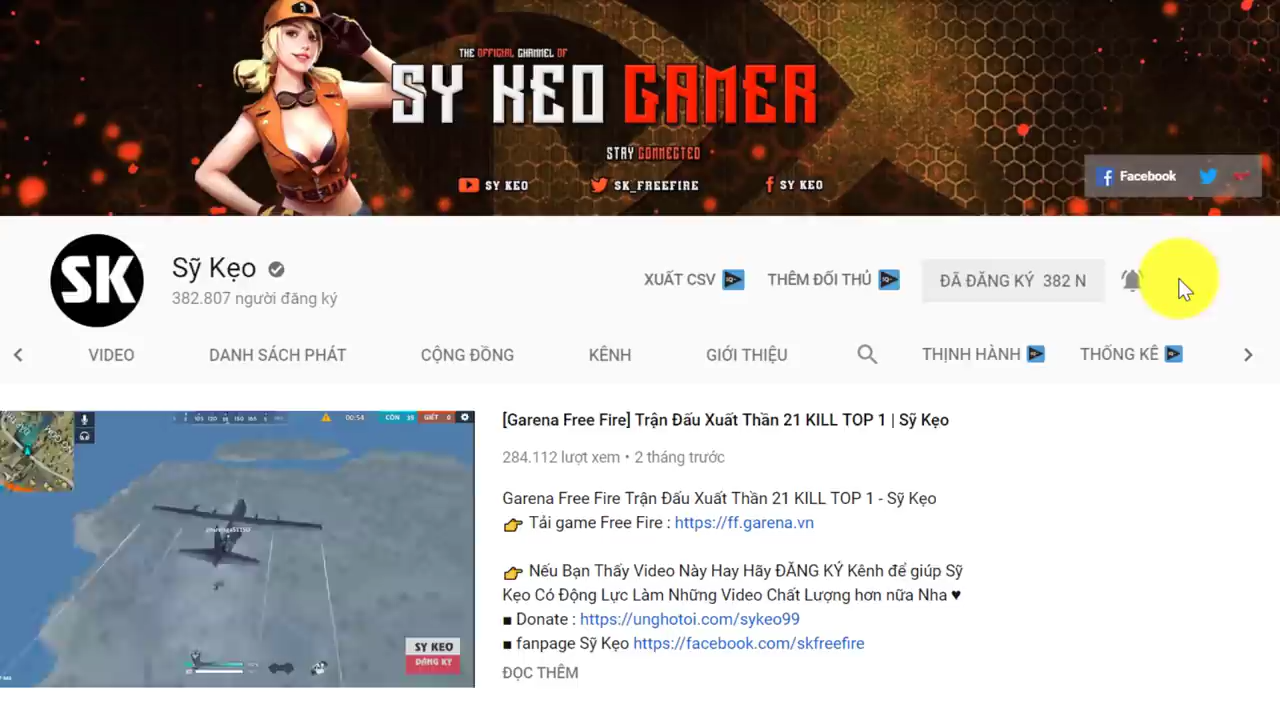 THE OFFICIAL CHANNEL OF
SY KEO GAMER
STAY CONNECTED
SY KEO
SK_FREEFIRE
SY KEO
Facebook
SK
Sỹ Kẹo
382.807 người đăng ký
XUẤT CSV
THÊM ĐỐI THỦ
ĐÃ ĐĂNG KÝ 382 N
VIDEO
DANH SÁCH PHÁT
CỘNG ĐỒNG
KÊNH
GIỚI THIỆU
THỊNH HÀNH
THỐNG KÊ
00:54
CÒN 35
GIẾT 0
SY KEO
ĐĂNG KÝ
[Garena Free Fire] Trận Đấu Xuất Thần 21 KILL TOP 1 | Sỹ Kẹo
284.112 lượt xem • 2 tháng trước
Garena Free Fire Trận Đấu Xuất Thần 21 KILL TOP 1 - Sỹ Kẹo
👉 Tải game Free Fire : https://ff.garena.vn
👉 Nếu Bạn Thấy Video Này Hay Hãy ĐĂNG KÝ Kênh để giúp Sỹ
Kẹo Có Động Lực Làm Những Video Chất Lượng hơn nữa Nha ♥
■ Donate : https://unghotoi.com/sykeo99
■ fanpage Sỹ Kẹo https://facebook.com/skfreefire
ĐỌC THÊM